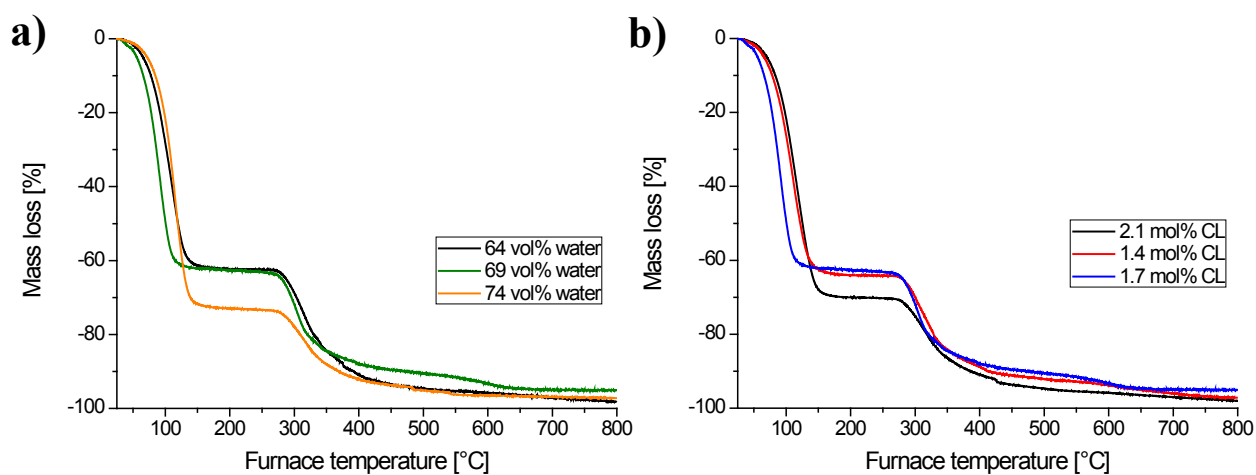 a)
0
-20
-40
-60
-80
-100
Mass loss [%]
64 vol% water
69 vol% water
74 vol% water
100 200 300 400 500 600 700 800
Furnace temperature [°C]
b)
0
-20
-40
-60
-80
-100
Mass loss [%]
2.1 mol% CL
1.4 mol% CL
1.7 mol% CL
100 200 300 400 500 600 700 800
Furnace temperature [°C]